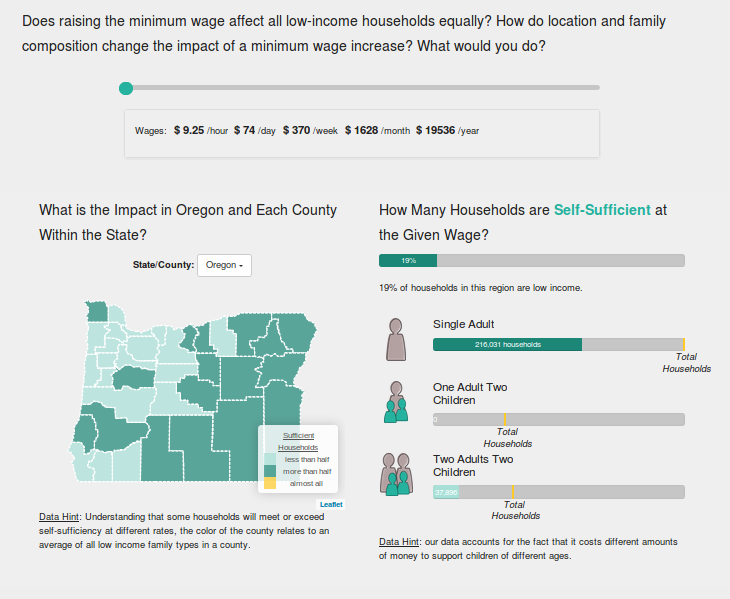 Does raising the minimum wage affect all low-income households equally? How do location and family
composition change the impact of a minimum wage increase? What would you do?
Wages: $ 9.25 /hour $ 74 /day $ 370 /week $ 1628 /month $ 19536 /year
What is the Impact in Oregon and Each County
Within the State?
State/County: Oregon
Sufficient
Households
less than half
more than half
almost all
Leaflet
Data Hint: Understanding that some households will meet or exceed
self-sufficiency at different rates, the color of the county relates to an
average of all low income family types in a county.
How Many Households are Self-Sufficient at
the Given Wage?
19%
19% of households in this region are low income.
Single Adult
216,031 households
Total
Households
One Adult Two
Children
0
Total
Households
Two Adults Two
Children
37,896
Total
Households
Data Hint: our data accounts for the fact that it costs different amounts
of money to support children of different ages.